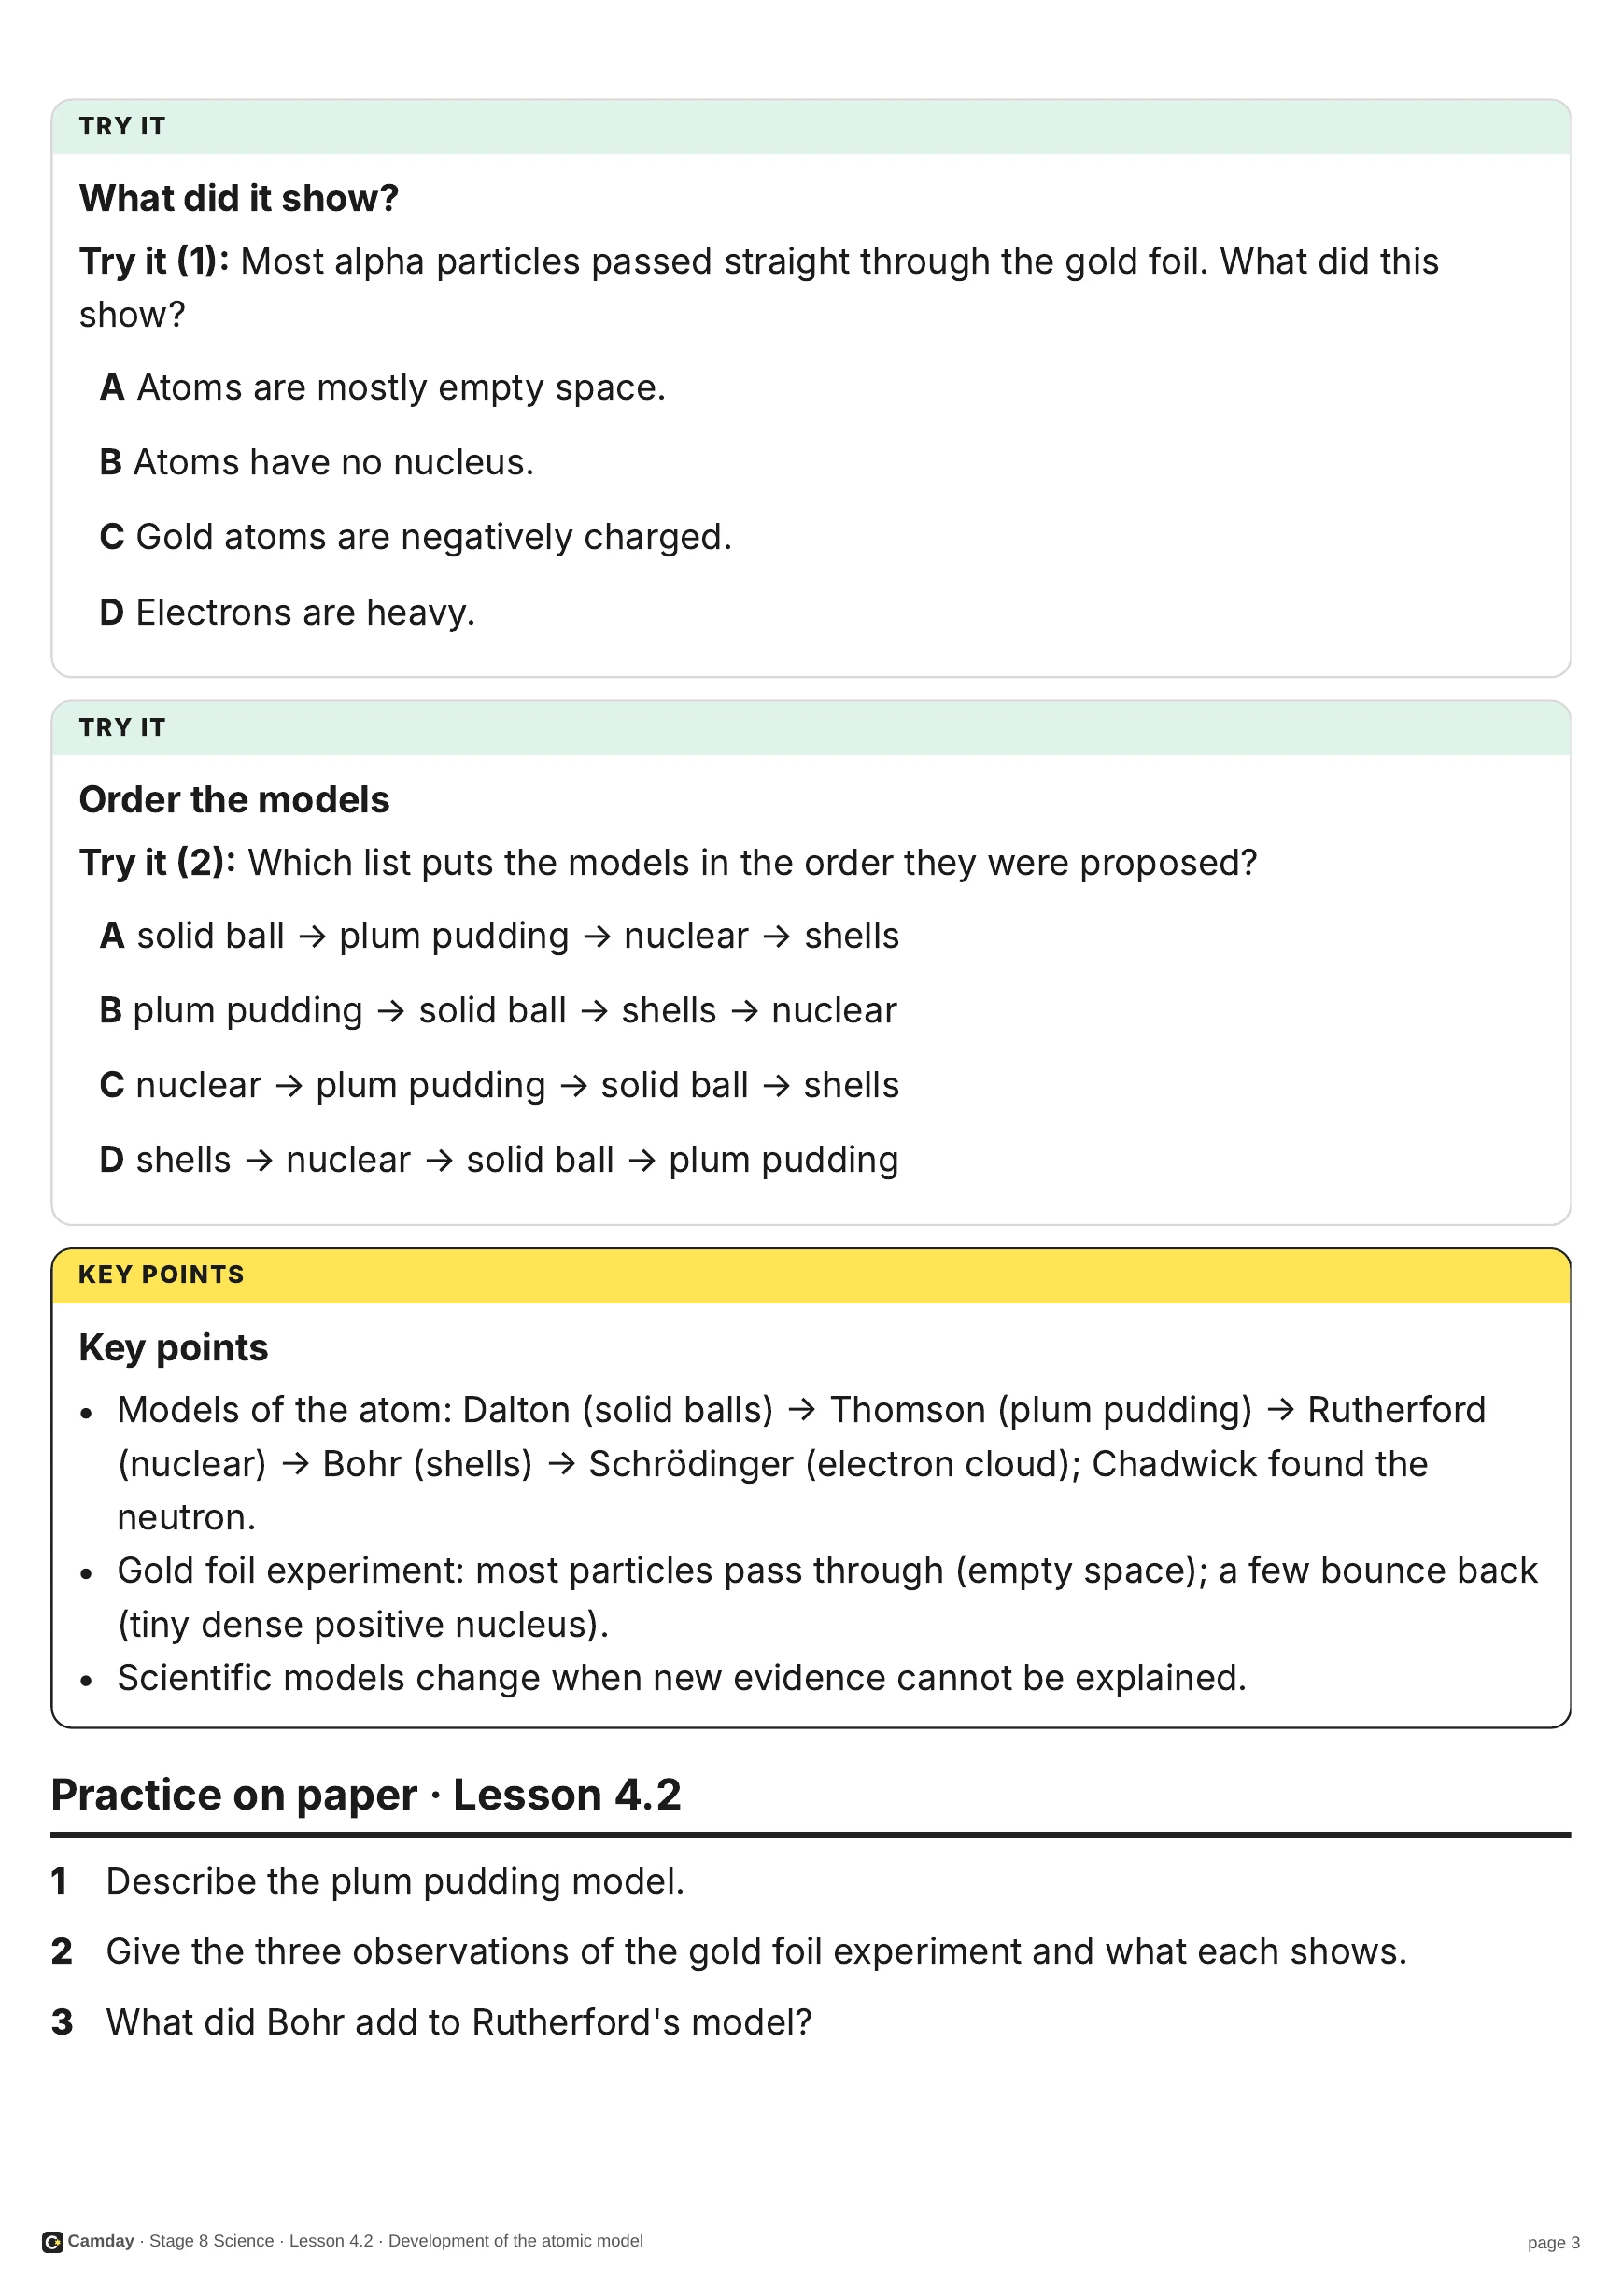 TRY IT
What did it show?
Try it (1): Most alpha particles passed straight through the gold foil. What did this
show?
A Atoms are mostly empty space.
B Atoms have no nucleus.
C Gold atoms are negatively charged.
D Electrons are heavy.
TRY IT
Order the models
Try it (2): Which list puts the models in the order they were proposed?
A solid ball → plum pudding → nuclear → shells
B plum pudding → solid ball → shells → nuclear
C nuclear → plum pudding → solid ball → shells
D shells → nuclear → solid ball → plum pudding
KEY POINTS
Key points
• Models of the atom: Dalton (solid balls) → Thomson (plum pudding) → Rutherford
(nuclear) → Bohr (shells) → Schrödinger (electron cloud); Chadwick found the
neutron.
• Gold foil experiment: most particles pass through (empty space); a few bounce back
(tiny dense positive nucleus).
• Scientific models change when new evidence cannot be explained.
Practice on paper · Lesson 4.2
1 Describe the plum pudding model.
2 Give the three observations of the gold foil experiment and what each shows.
3 What did Bohr add to Rutherford's model?
Camday · Stage 8 Science · Lesson 4.2 · Development of the atomic model
page 3